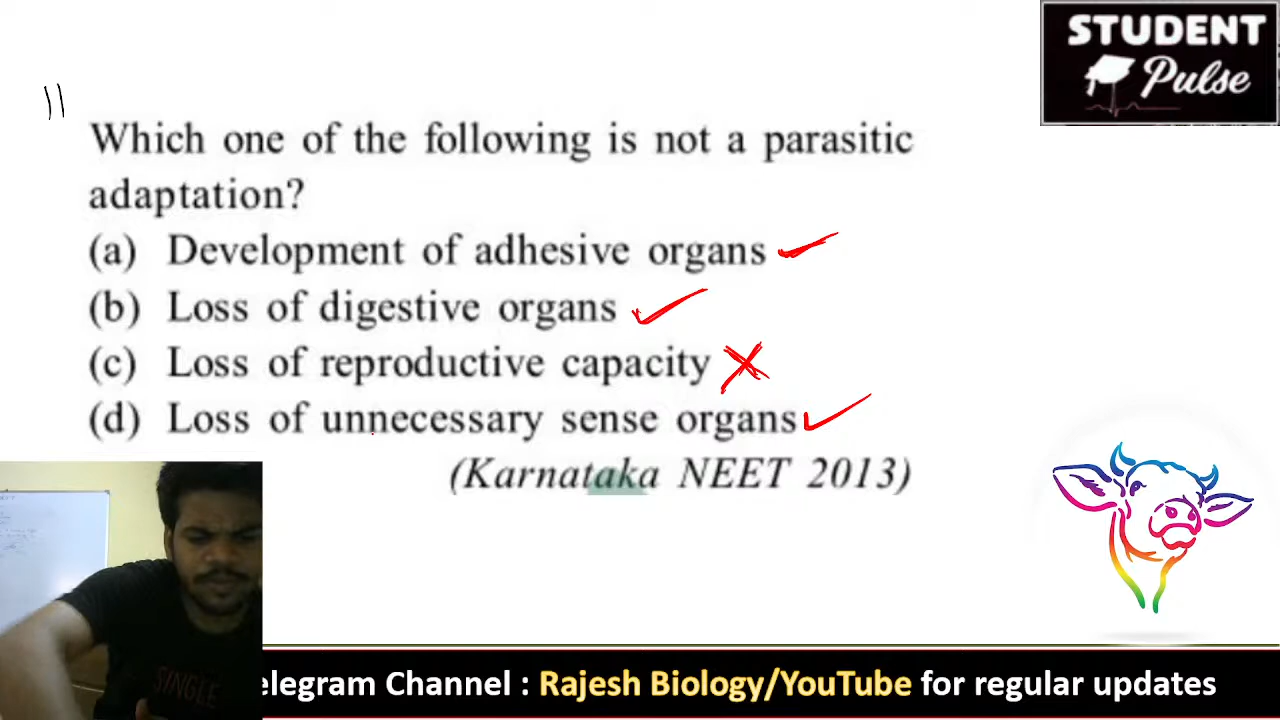 STUDENT
Pulse
11
Which one of the following is not a parasitic
adaptation?
(a) Development of adhesive organs
(b) Loss of digestive organs
(c) Loss of reproductive capacity
(d) Loss of unnecessary sense organs
(Karnataka NEET 2013)
SINGLE
elegram Channel : Rajesh Biology/YouTube for regular updates